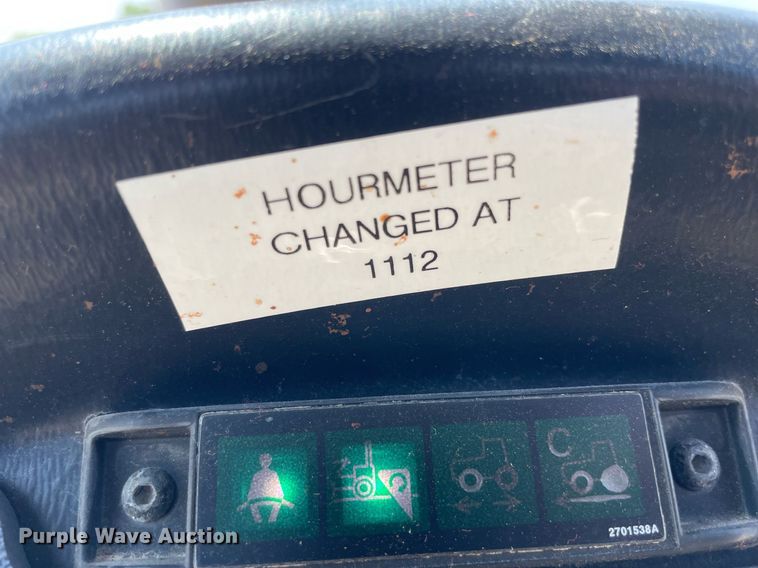 HOURMETER
CHANGED AT
1112
C
2701538A
Purple Wave Auction